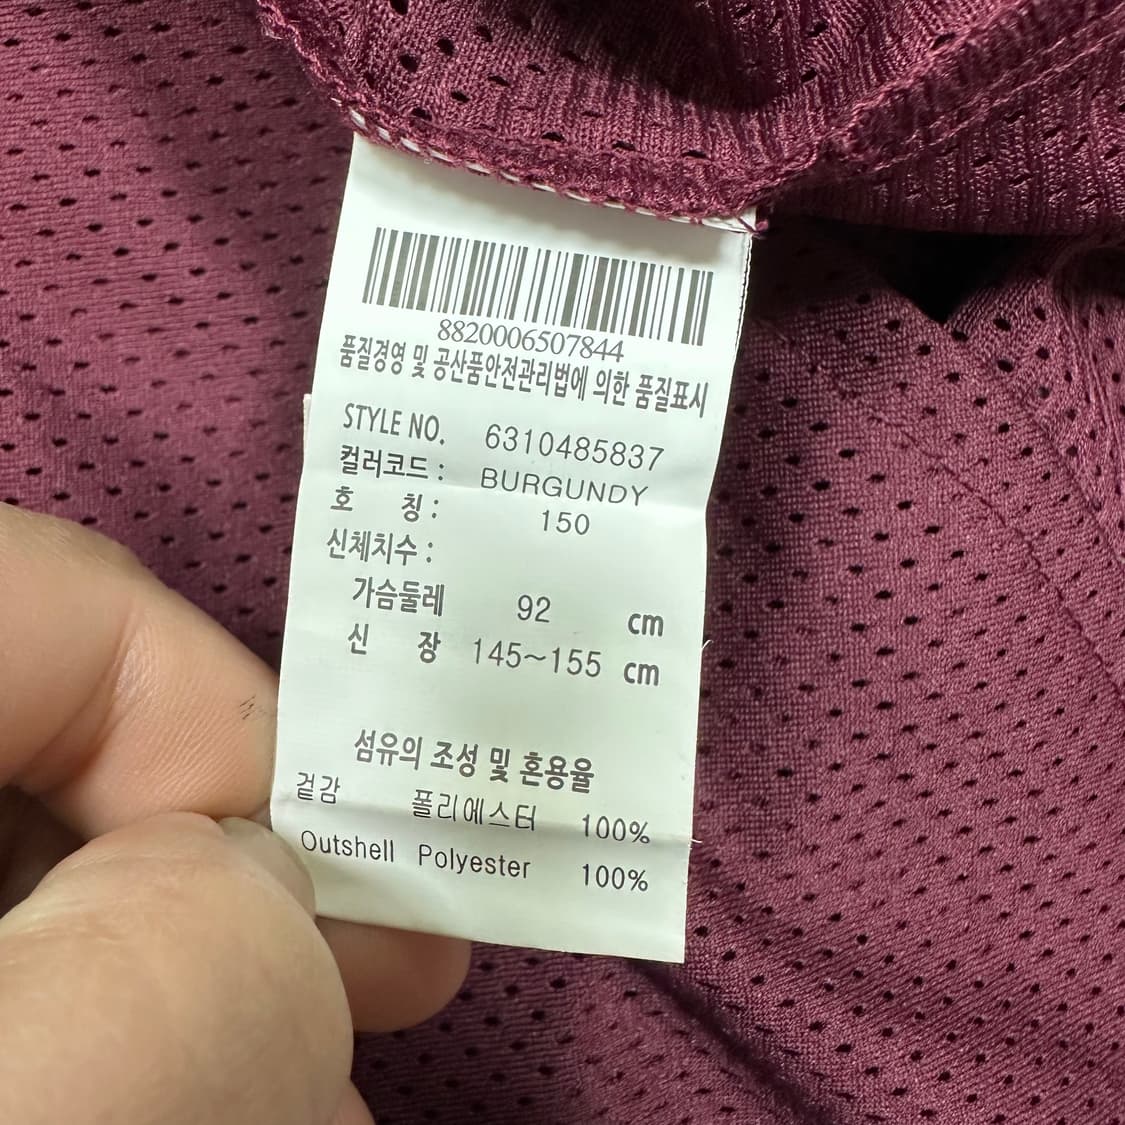 8820006507844
품질경영 및 공산품안전관리법에 의한 품질표시
STYLE NO. 6310485837
컬러코드 : BURGUNDY
호 칭 : 150
신체치수 :
가슴둘레 92 cm
신 장 145~155 cm
섬유의 조성 및 혼용율
겉감 폴리에스터 100%
Outshell Polyester 100%